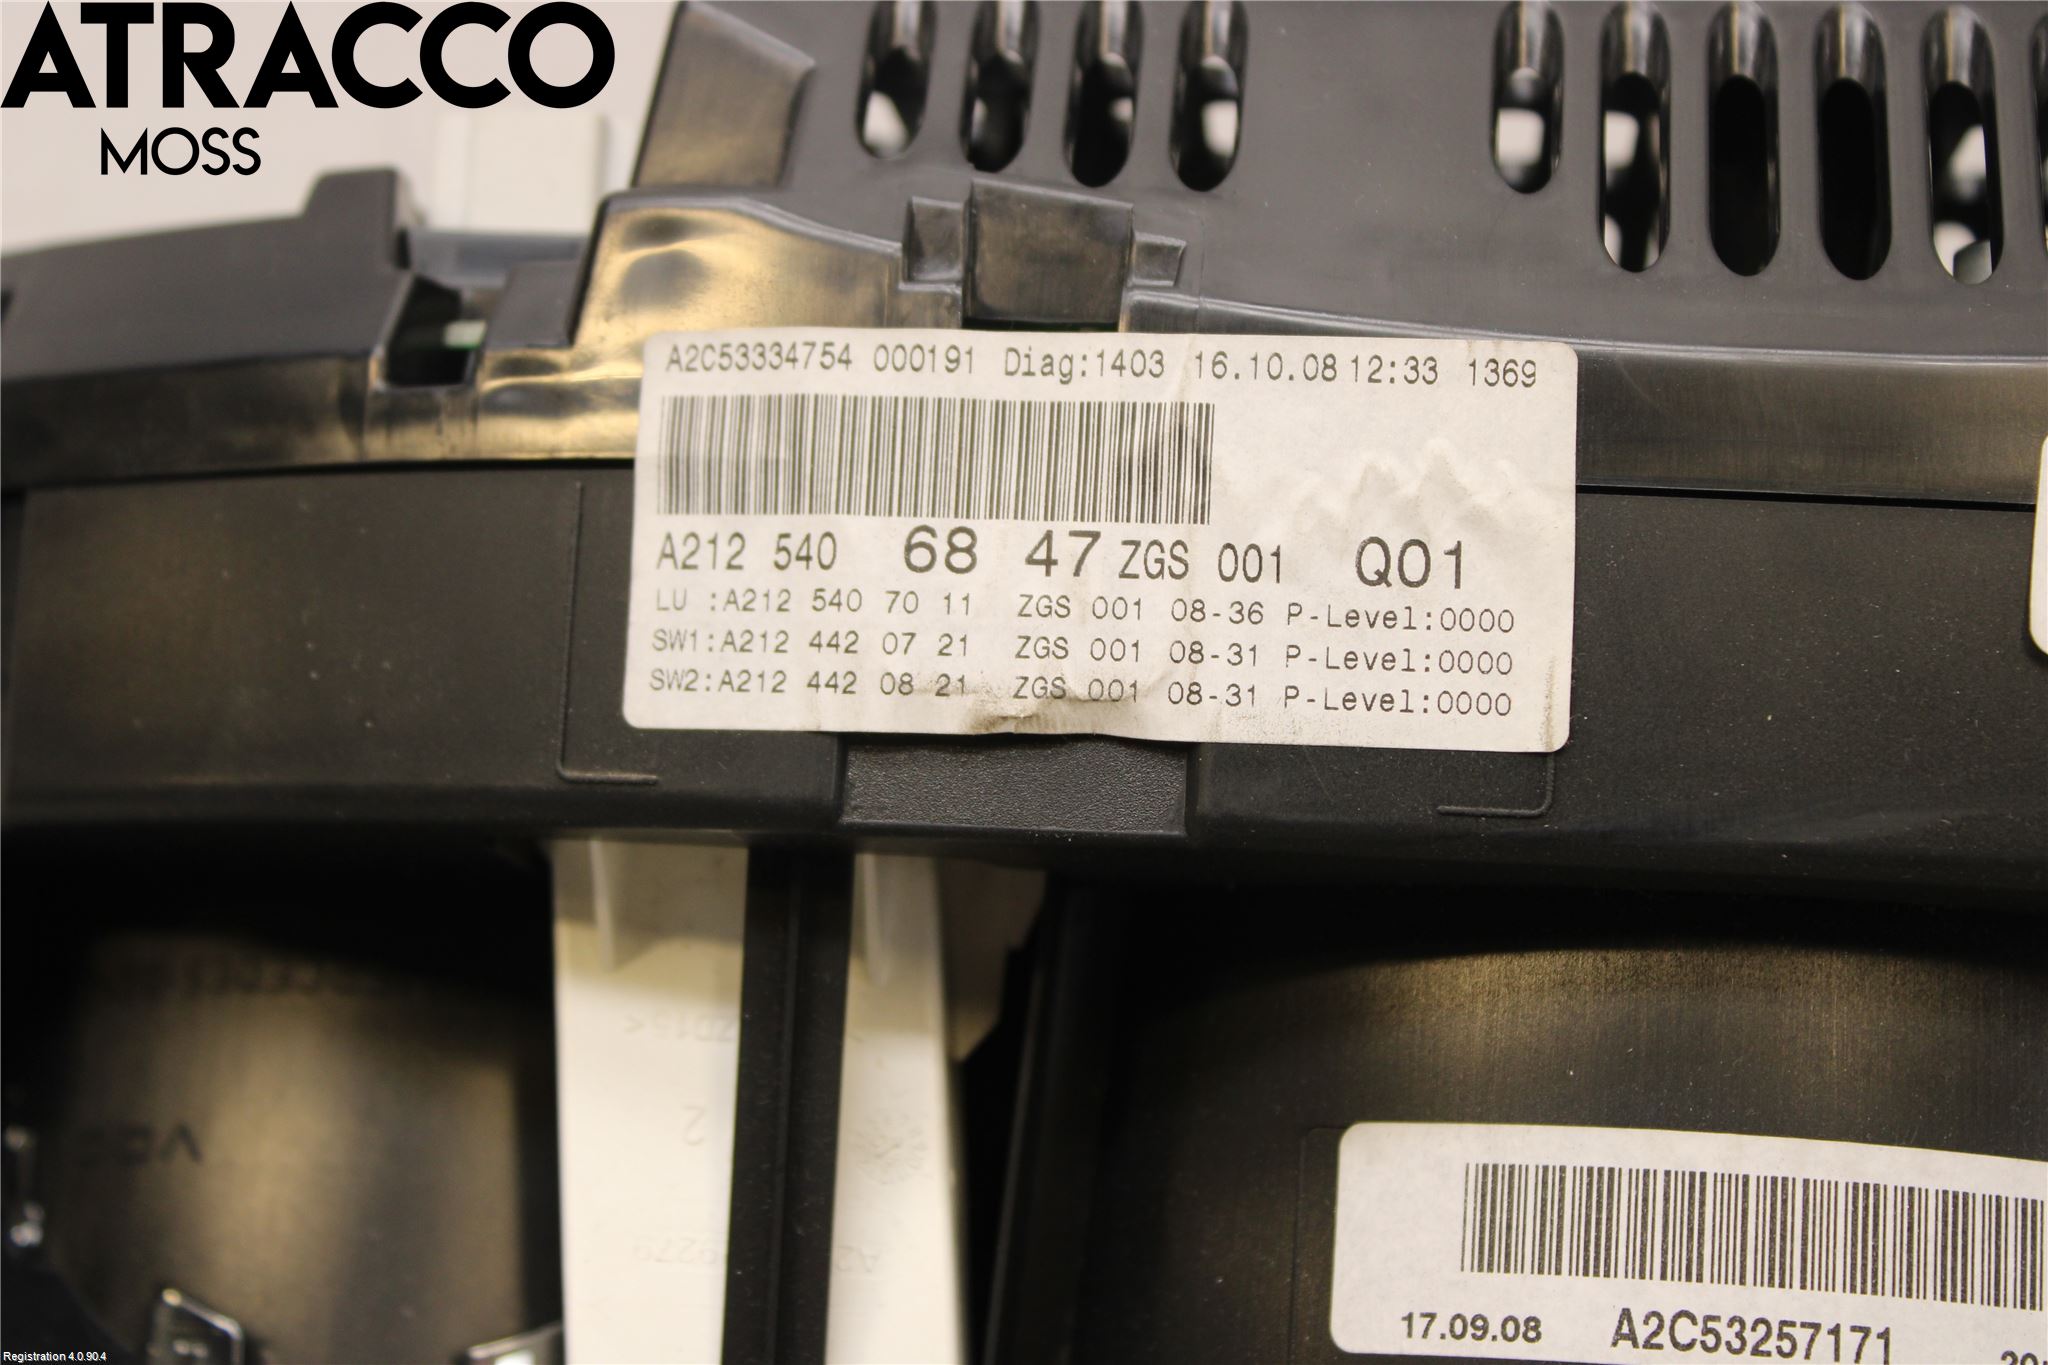 ATRACCO
MOSS
A2C53334754 000191 Diag:1403 16.10.08 12:33 1369
A212 540 68 47 ZGS 001 Q01
LU :A212 540 70 11 ZGS 001 08-36 P-Level:0000
SW1:A212 442 07 21 ZGS 001 08-31 P-Level:0000
SW2:A212 442 08 21 ZGS 001 08-31 P-Level:0000
2
17.09.08 A2C53257171
Registration 4.0.90.4